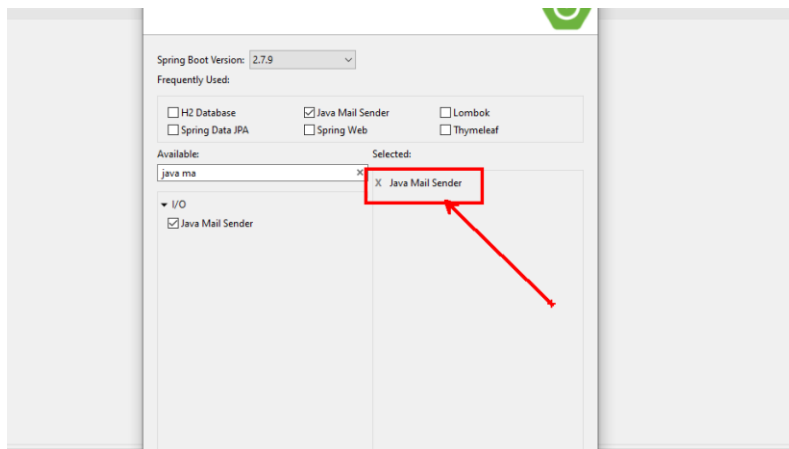 Spring Boot Version: 2.7.9
Frequently Used:
H2 Database Java Mail Sender Lombok
Spring Data JPA Spring Web Thymeleaf
Available: Selected:
java ma
X Java Mail Sender
I/O
Java Mail Sender